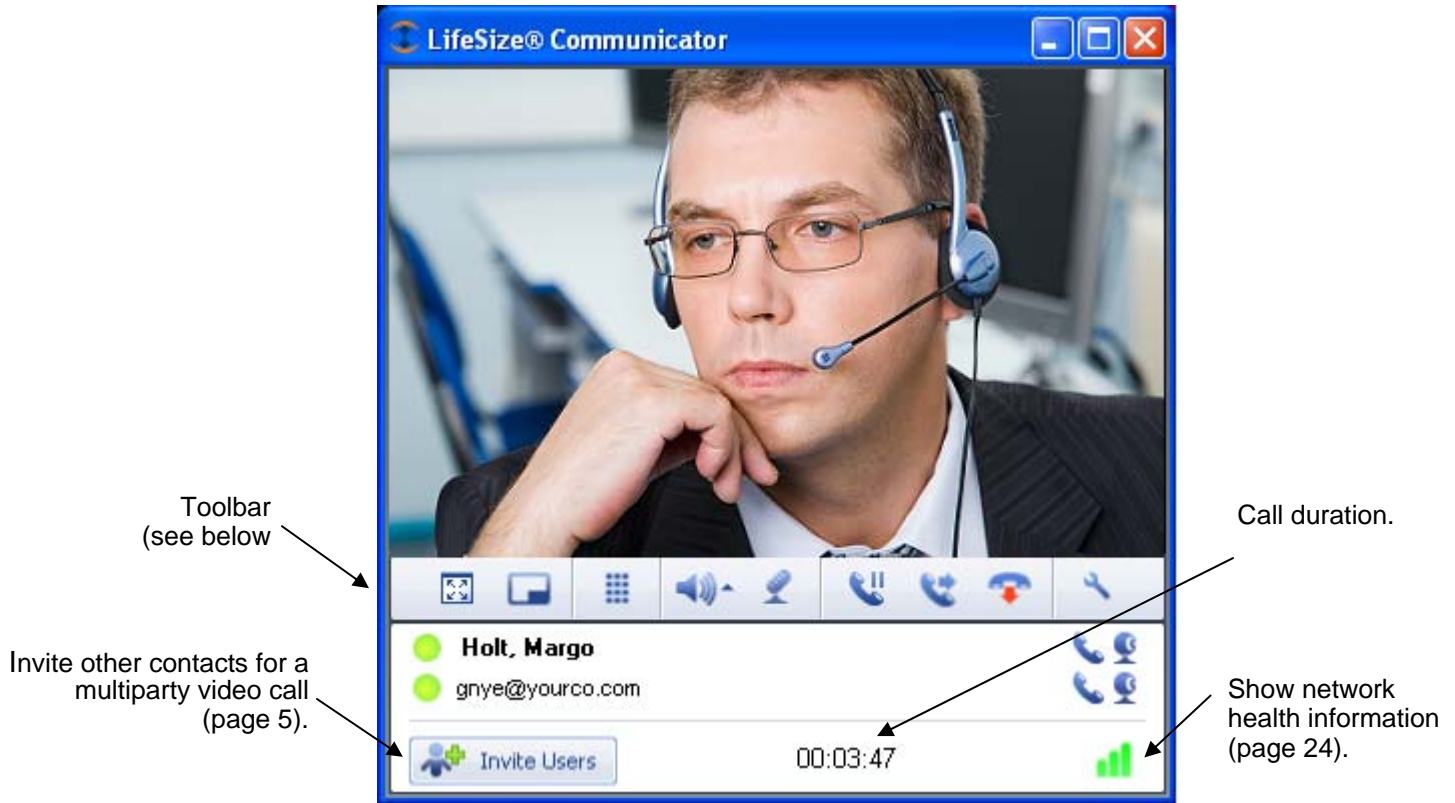 LifeSize® Communicator
Toolbar
(see below
Call duration.
Holt, Margo
gnye@yourco.com
Invite other contacts for a
multiparty video call
(page 5).
Show network
health information
(page 24).
Invite Users
00:03:47